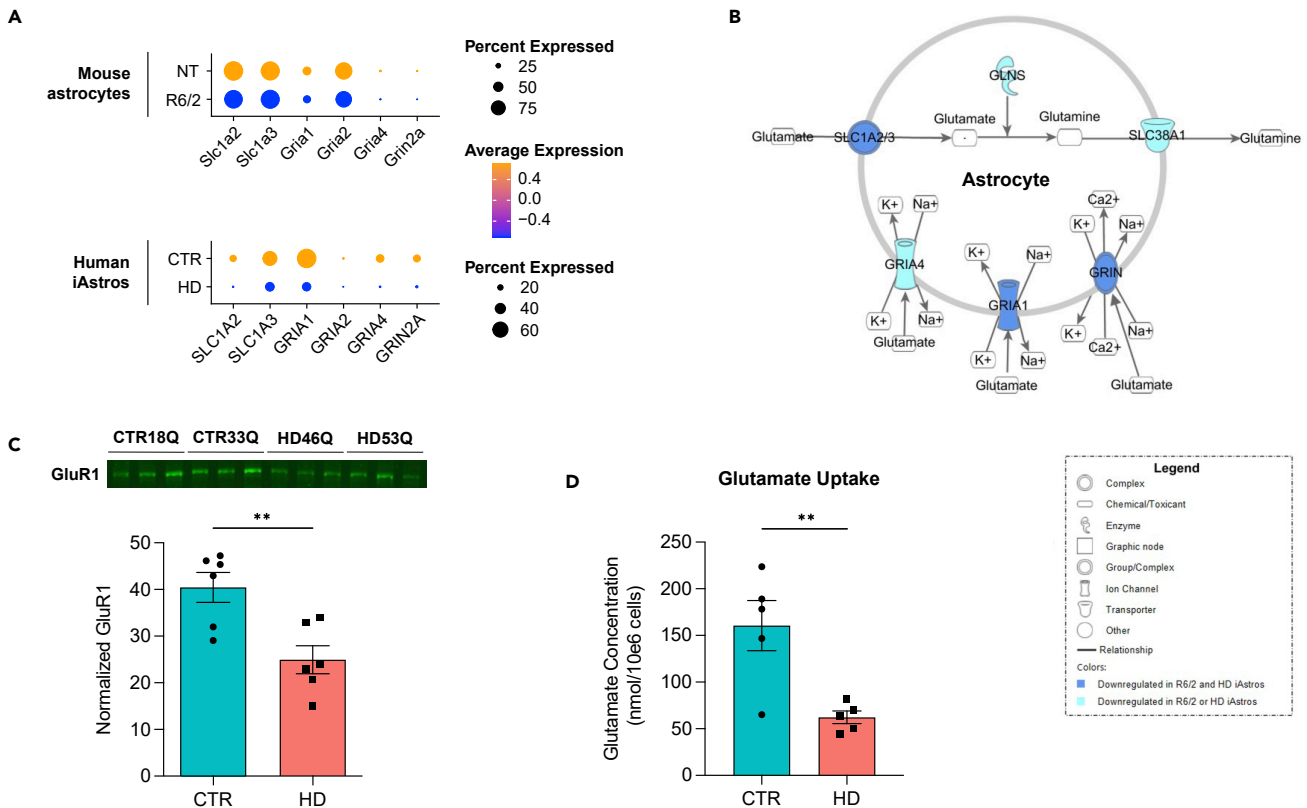 A
Mouse
astrocytes
NT
R6/2
Slc1a2
Slc1a3
Gria1
Gria2
Gria4
Grin2a
Percent Expressed
25
50
75
Average Expression
0.4
0.0
−0.4
Human
iAstros
CTR
HD
SLC1A2
SLC1A3
GRIA1
GRIA2
GRIA4
GRIN2A
Percent Expressed
20
40
60
B
GLNS
Glutamate
SLC1A2/3
Glutamate
Glutamine
SLC38A1
Glutamine
Astrocyte
K+
Na+
GRIA4
K+
Na+
Glutamate
K+
Na+
GRIA1
K+
Na+
Glutamate
Ca2+
K+
Na+
GRIN
K+
Ca2+
Na+
Glutamate
C
CTR18Q
CTR33Q
HD46Q
HD53Q
GluR1
**
Normalized GluR1
50
40
30
20
10
0
CTR
HD
D
Glutamate Uptake
**
Glutamate Concentration
(nmol/10e6 cells)
250
200
150
100
50
0
CTR
HD
Legend
Complex
Chemical/Toxicant
Enzyme
Graphic node
Group/Complex
Ion Channel
Transporter
Other
Relationship
Colors:
Downregulated in R6/2 and HD iAstros
Downregulated in R6/2 or HD iAstros